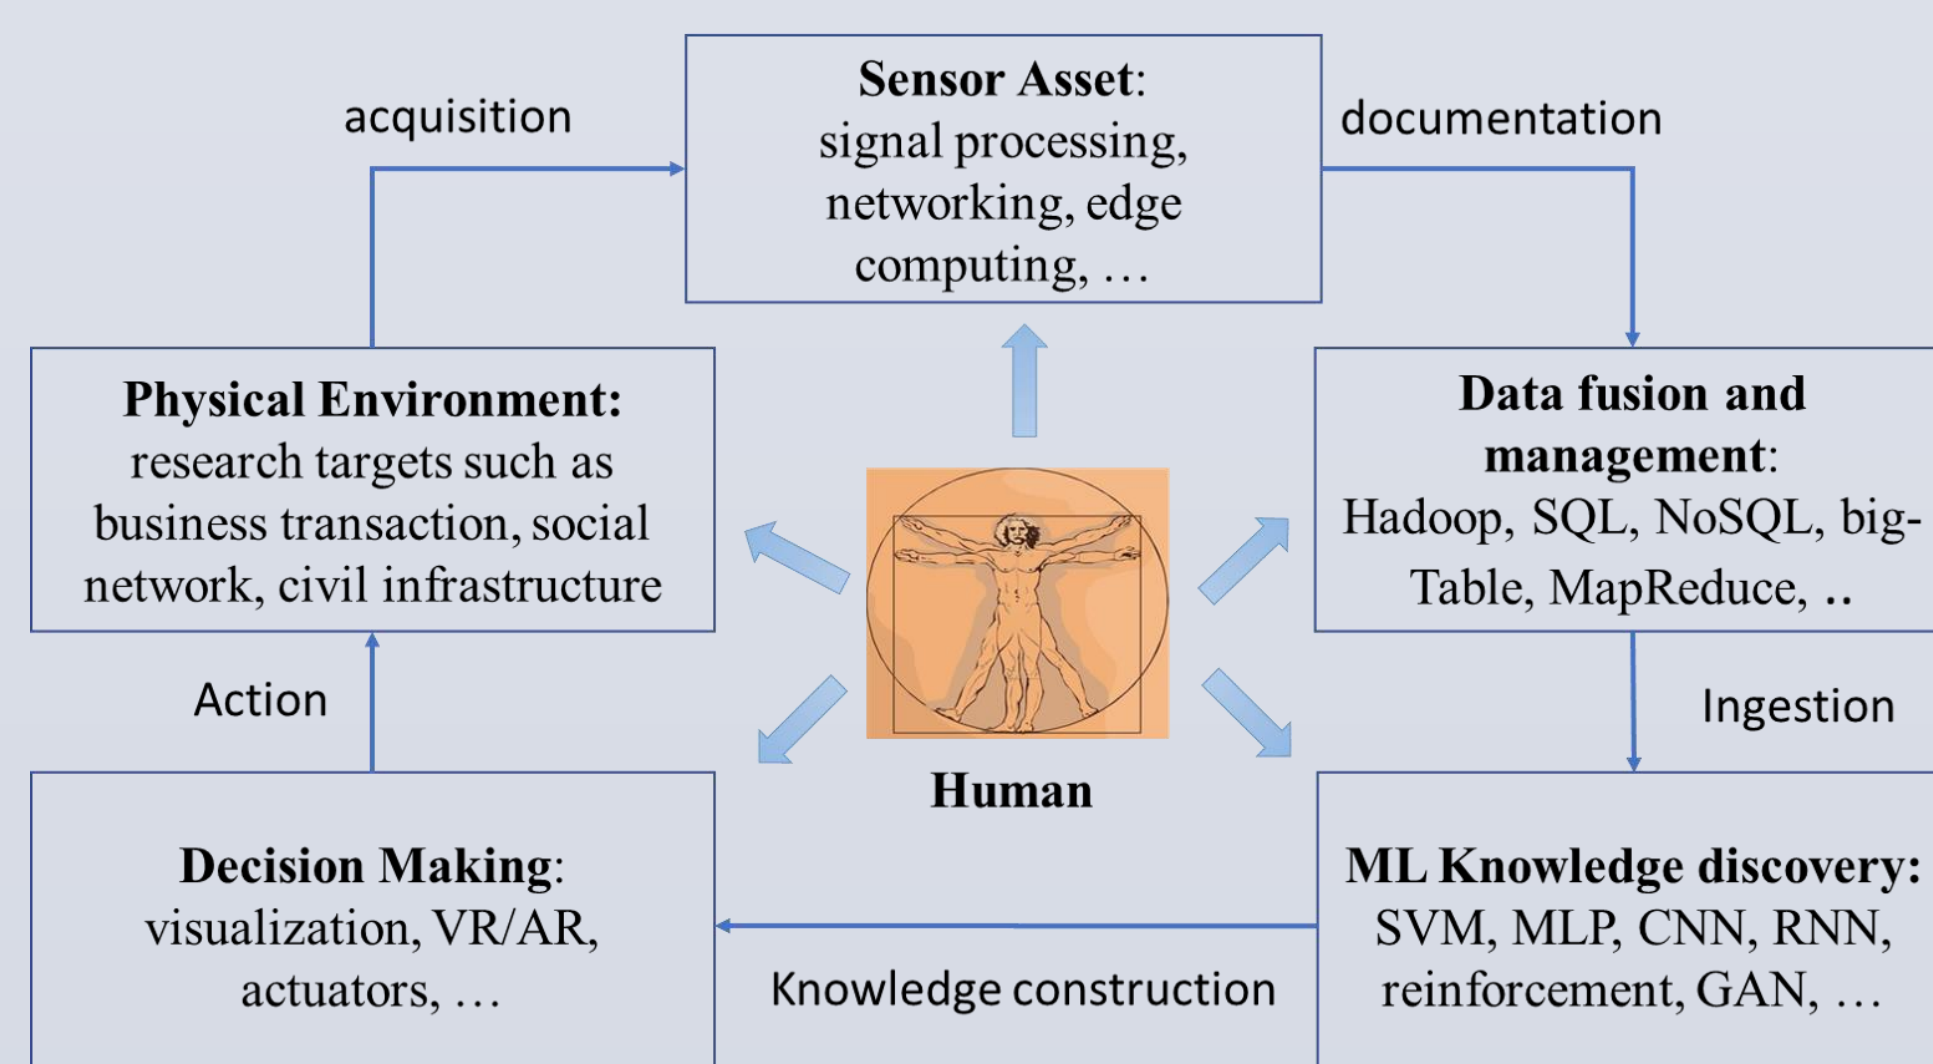 acquisition
Sensor Asset:
signal processing,
networking, edge
computing, …
documentation
Physical Environment:
research targets such as
business transaction, social
network, civil infrastructure
Data fusion and
management:
Hadoop, SQL, NoSQL, big-
Table, MapReduce, ..
Action
Ingestion
Human
Decision Making:
visualization, VR/AR,
actuators, …
Knowledge construction
ML Knowledge discovery:
SVM, MLP, CNN, RNN,
reinforcement, GAN, …